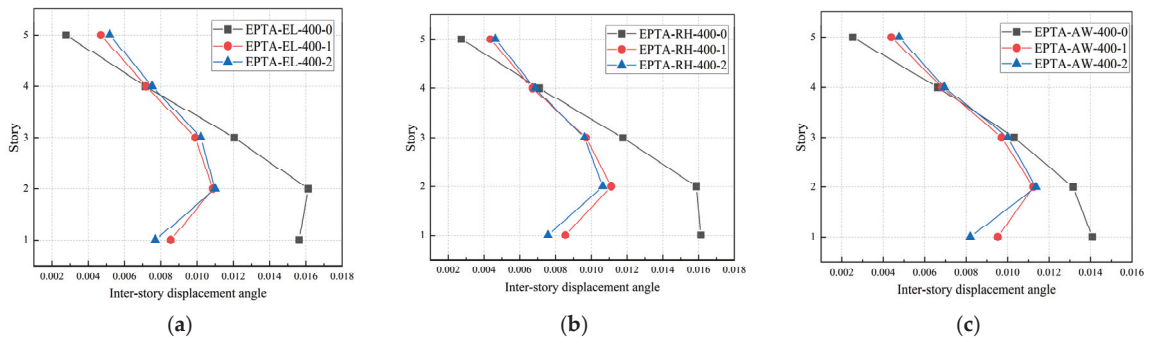 EPTA-EL-400-0
EPTA-EL-400-1
EPTA-EL-400-2
5
4
3
2
1
Story
0.002 0.004 0.006 0.008 0.010 0.012 0.014 0.016 0.018
Inter-story displacement angle
(a)
EPTA-RH-400-0
EPTA-RH-400-1
EPTA-RH-400-2
5
4
3
2
1
Story
0.002 0.004 0.006 0.008 0.010 0.012 0.014 0.016 0.018
Inter-story displacement angle
(b)
EPTA-AW-400-0
EPTA-AW-400-1
EPTA-AW-400-2
5
4
3
2
1
Story
0.002 0.004 0.006 0.008 0.010 0.012 0.014 0.016
Inter-story displacement angle
(c)